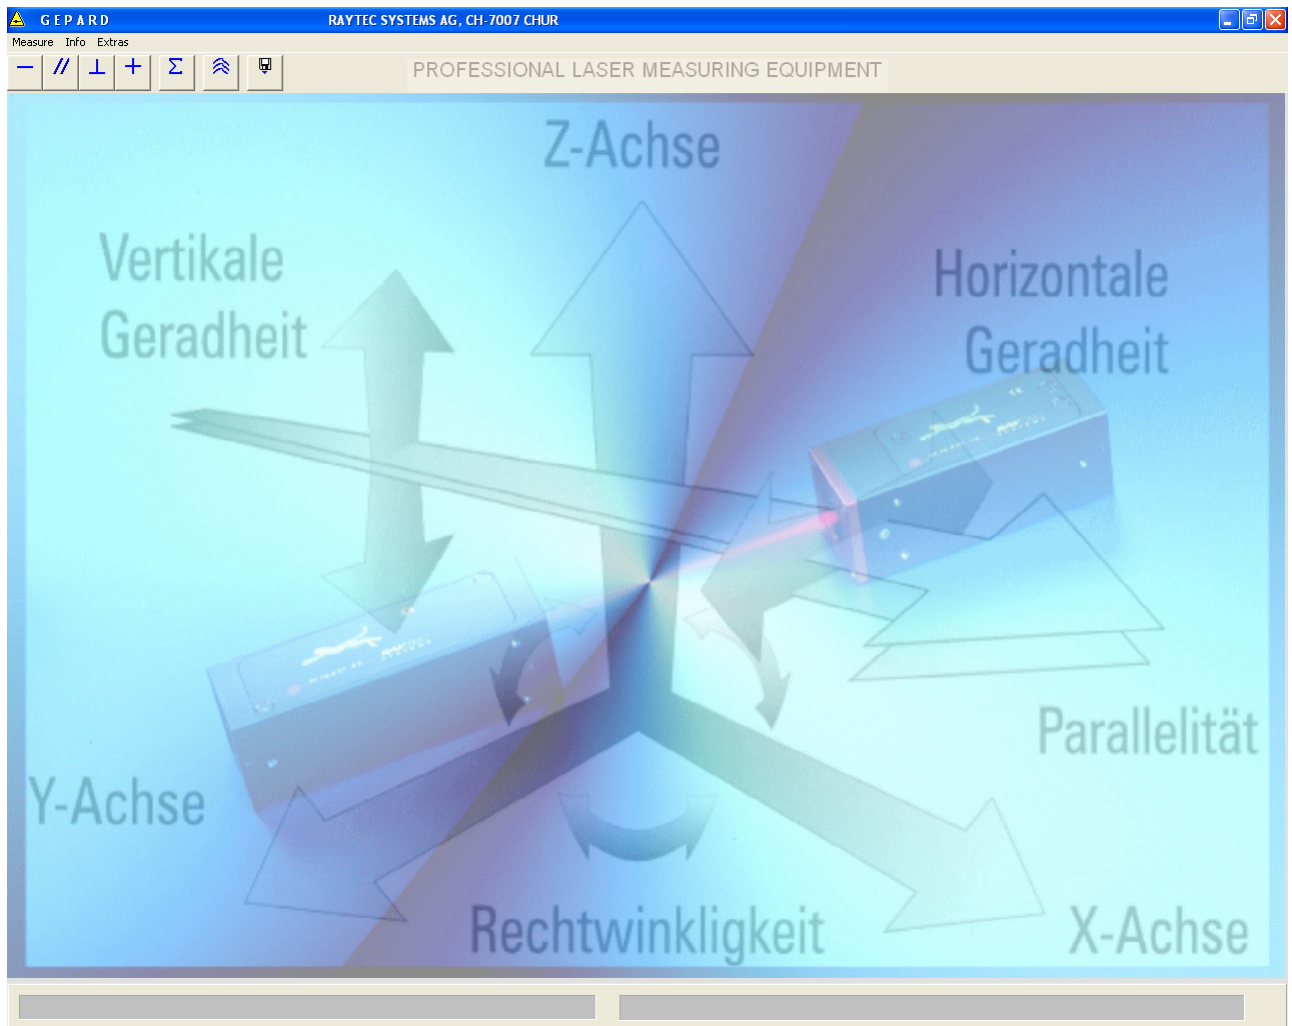 G E P A R D
RAYTEC SYSTEMS AG, CH-7007 CHUR
Measure Info Extras
PROFESSIONAL LASER MEASURING EQUIPMENT
Z-Achse
Vertikale
Geradheit
Horizontale
Geradheit
Parallelität
Y-Achse
Rechtwinkligkeit
X-Achse